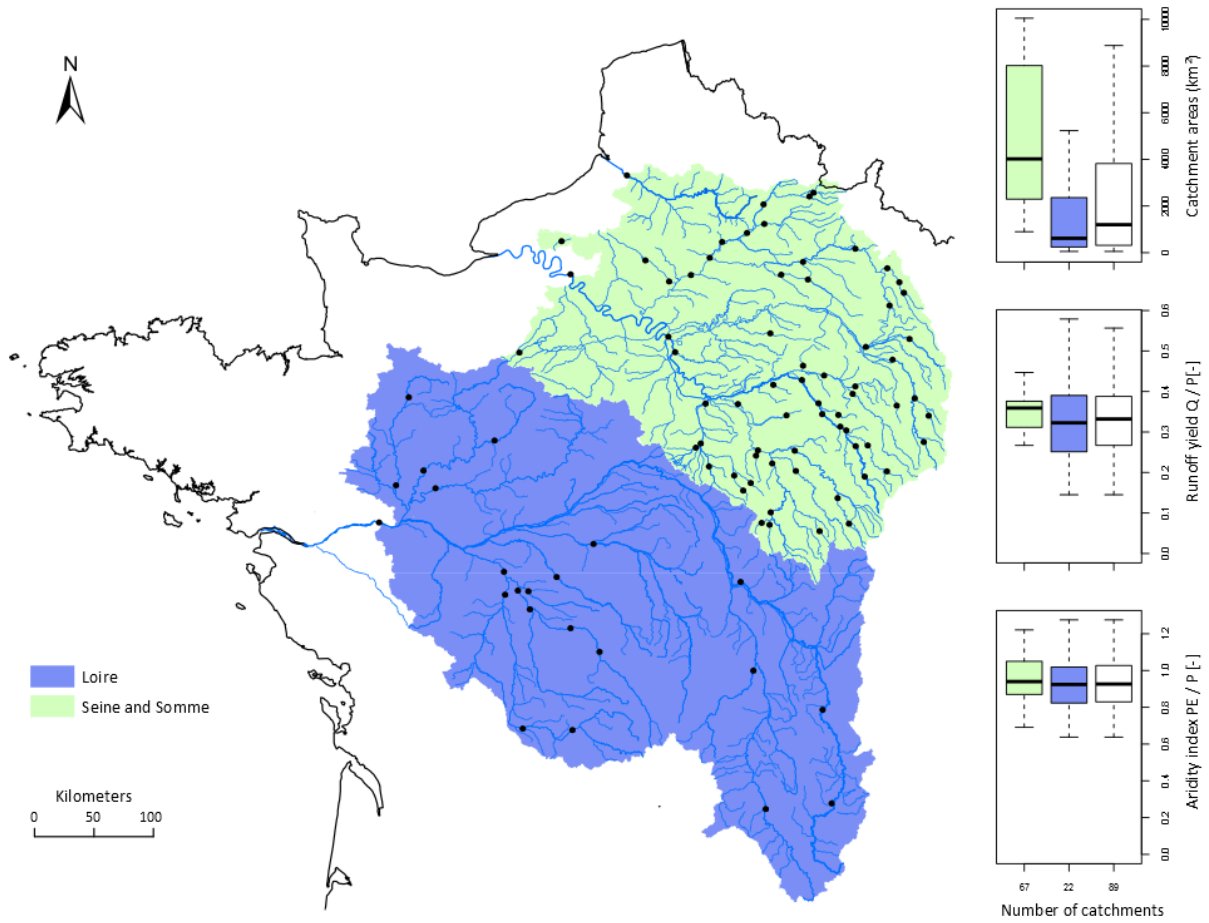 N
Loire
Seine and Somme
Kilometers
0 50 100
0 2000 4000 6000 8000 10000
Catchment areas (km²)
0.0 0.1 0.2 0.3 0.4 0.5 0.6
Runoff yield Q / P[-]
0.0 0.2 0.4 0.6 0.8 1.0 1.2
Aridity index PE / P [-]
67 22 89
Number of catchments